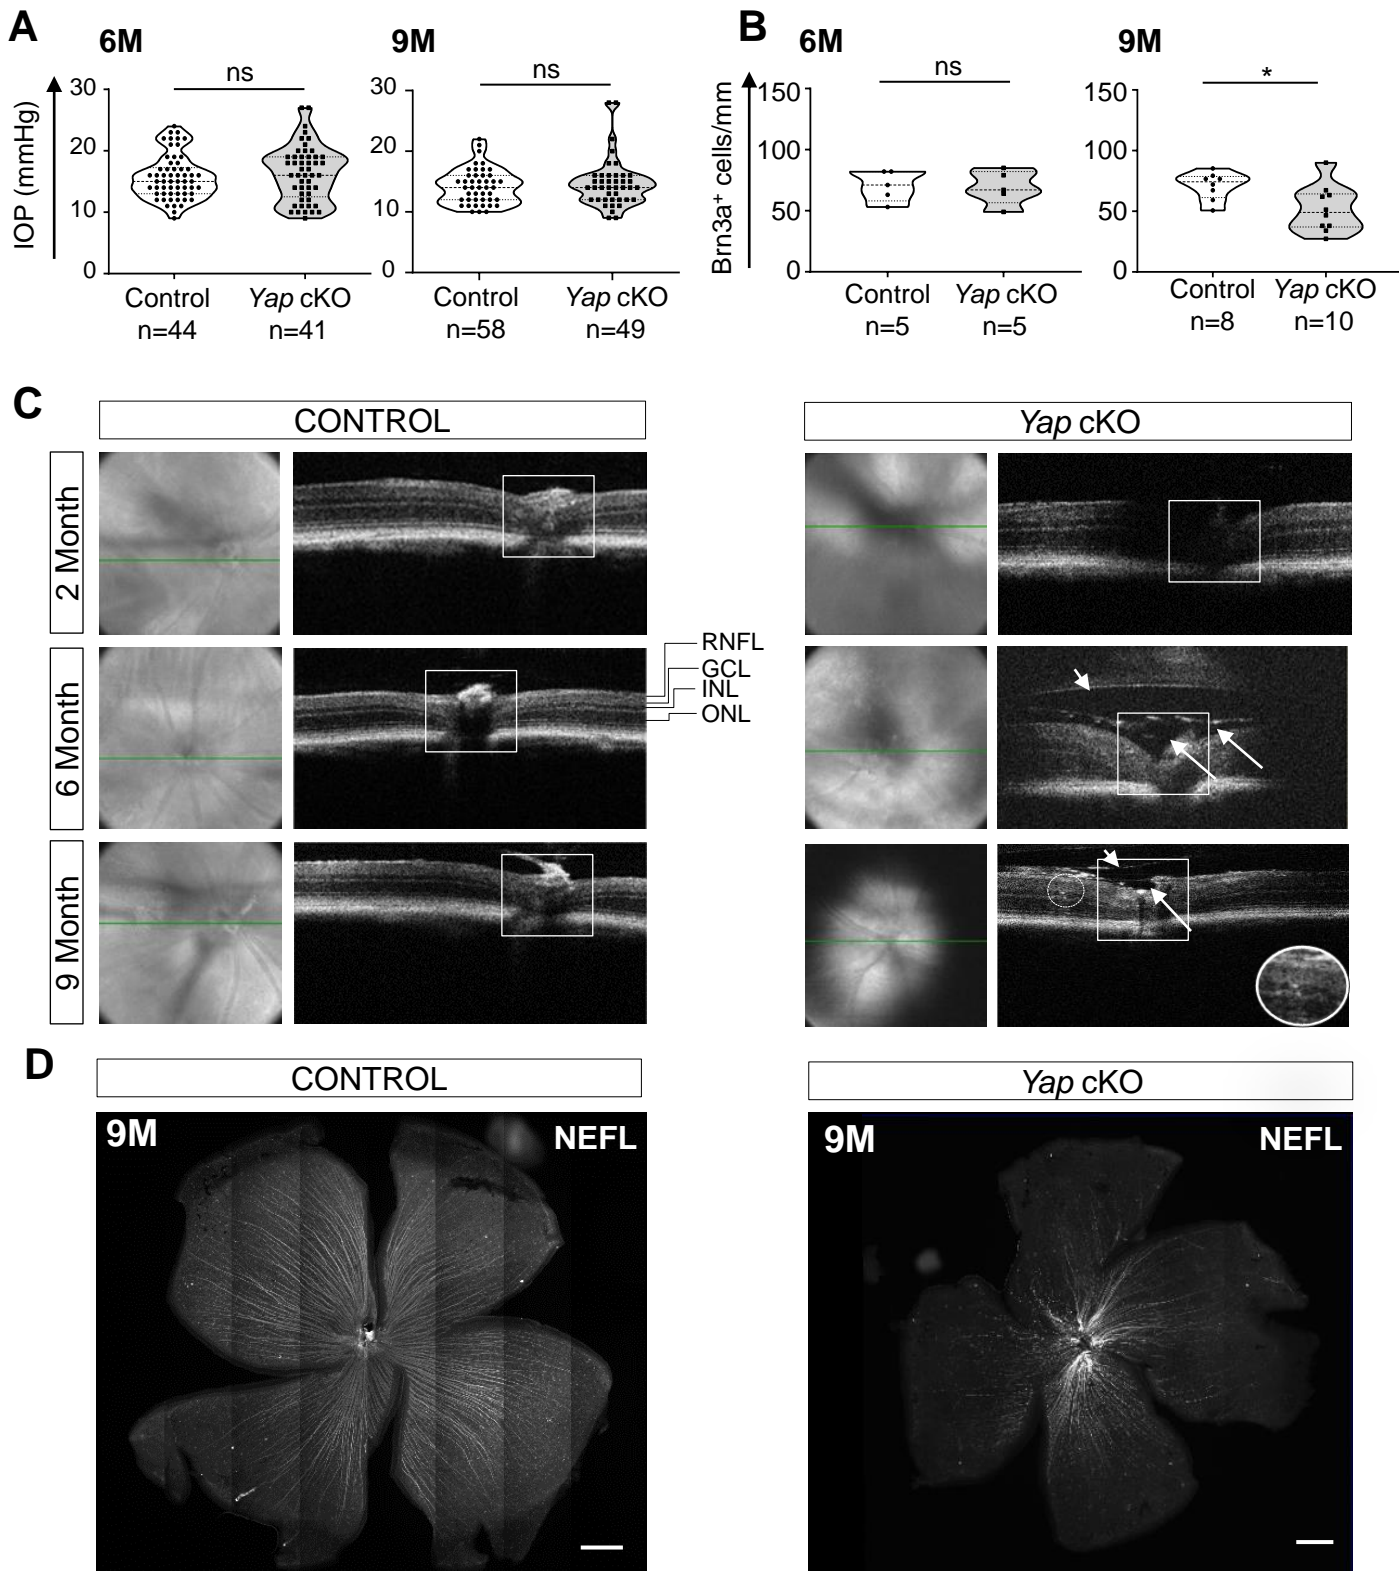 A
6M
9M
ns
ns
IOP (mmHg)
30
20
10
0
30
20
10
0
Control
n=44
Yap cKO
n=41
Control
n=58
Yap cKO
n=49
B
6M
9M
ns
*
Brn3a⁺ cells/mm
150
100
50
0
150
100
50
0
Control
n=5
Yap cKO
n=5
Control
n=8
Yap cKO
n=10
C
CONTROL
Yap cKO
2 Month
6 Month
9 Month
RNFL
GCL
INL
ONL
D
CONTROL
Yap cKO
9M
NEFL
9M
NEFL